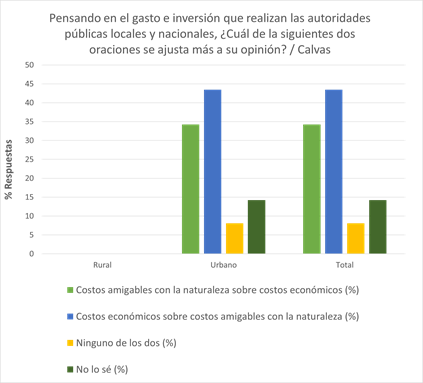 Pensando en el gasto e inversión que realizan las autoridades
públicas locales y nacionales, ¿Cuál de la siguientes dos
oraciones se ajusta más a su opinión? / Calvas
50
45
40
35
30
25
20
15
10
5
0
% Respuestas
Rural
Urbano
Total
Costos amigables con la naturaleza sobre costos económicos (%)
Costos económicos sobre costos amigables con la naturaleza (%)
Ninguno de los dos (%)
No lo sé (%)